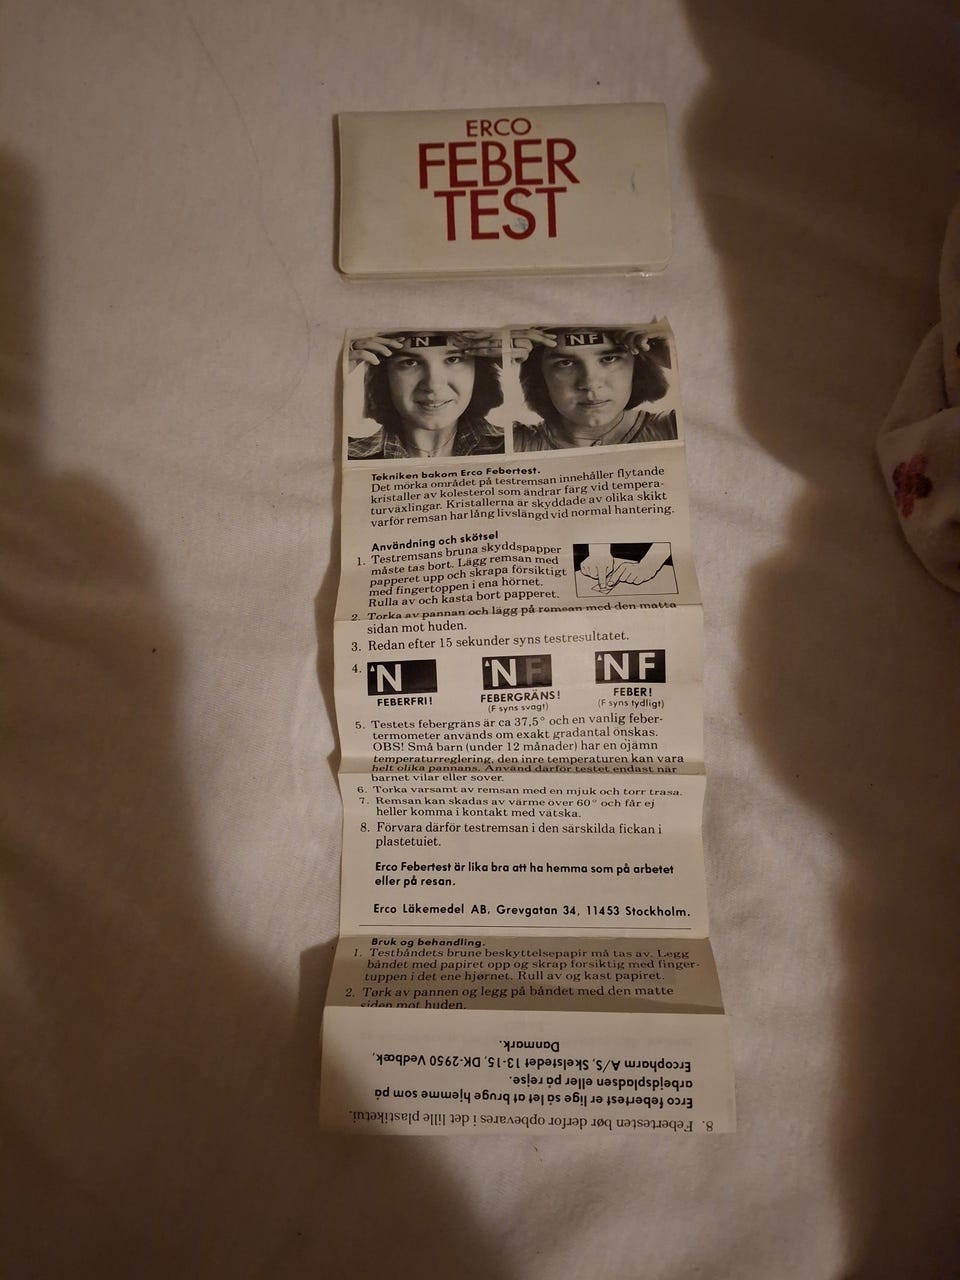 ERCO
FEBER
TEST
N
NF
Tekniken bakom Erco Febertest.
Det mörka området på testremsan innehåller flytande
kristaller av kolesterol som ändrar färg vid tempera-
turväxlingar. Kristallerna är skyddade av olika skikt
varför remsan har lång livslängd vid normal hantering.
Användning och skötsel
1. Testremsans bruna skyddspapper
måste tas bort. Lägg remsan med
papperet upp och skrapa försiktigt
med fingertoppen i ena hörnet.
Rulla av och kasta bort papperet.
2. Torka av pannan och lägg på remsan med den matta
sidan mot huden.
3. Redan efter 15 sekunder syns testresultatet.
4. N NF NF
FEBERFRI! FEBERGRÄNS! FEBER!
(F syns svagt) (F syns tydligt)
5. Testets febergräns är ca 37,5° och en vanlig feber-
termometer används om exakt gradantal önskas.
OBS! Små barn (under 12 månader) har en ojämn
temperaturreglering, den inre temperaturen kan vara
helt olika pannans. Använd därför testet endast när
barnet vilar eller sover.
6. Torka varsamt av remsan med en mjuk och torr trasa.
7. Remsan kan skadas av värme över 60° och får ej
heller komma i kontakt med vätska.
8. Förvara därför testremsan i den särskilda fickan i
plastetuiet.
Erco Febertest är lika bra att ha hemma som på arbetet
eller på resan.
Erco Läkemedel AB, Grevgatan 34, 11453 Stockholm.
Bruk og behandling.
1. Testbåndets brune beskyttelsepapir må tas av. Legg
båndet med papiret opp og skrap forsiktig med finger-
tuppen i det ene hjørnet. Rull av og kast papiret.
2. Tørk av pannen og legg på båndet med den matte
siden mot huden.
8. Febertesten bør derfor opbevares i det lille plastiketui.
Erco febertest er lige så let at bruge hjemme som på
arbejdspladsen eller på rejse.
Ercopharm A/S, Skelstedet 13-15, DK-2950 Vedbæk,
Danmark.